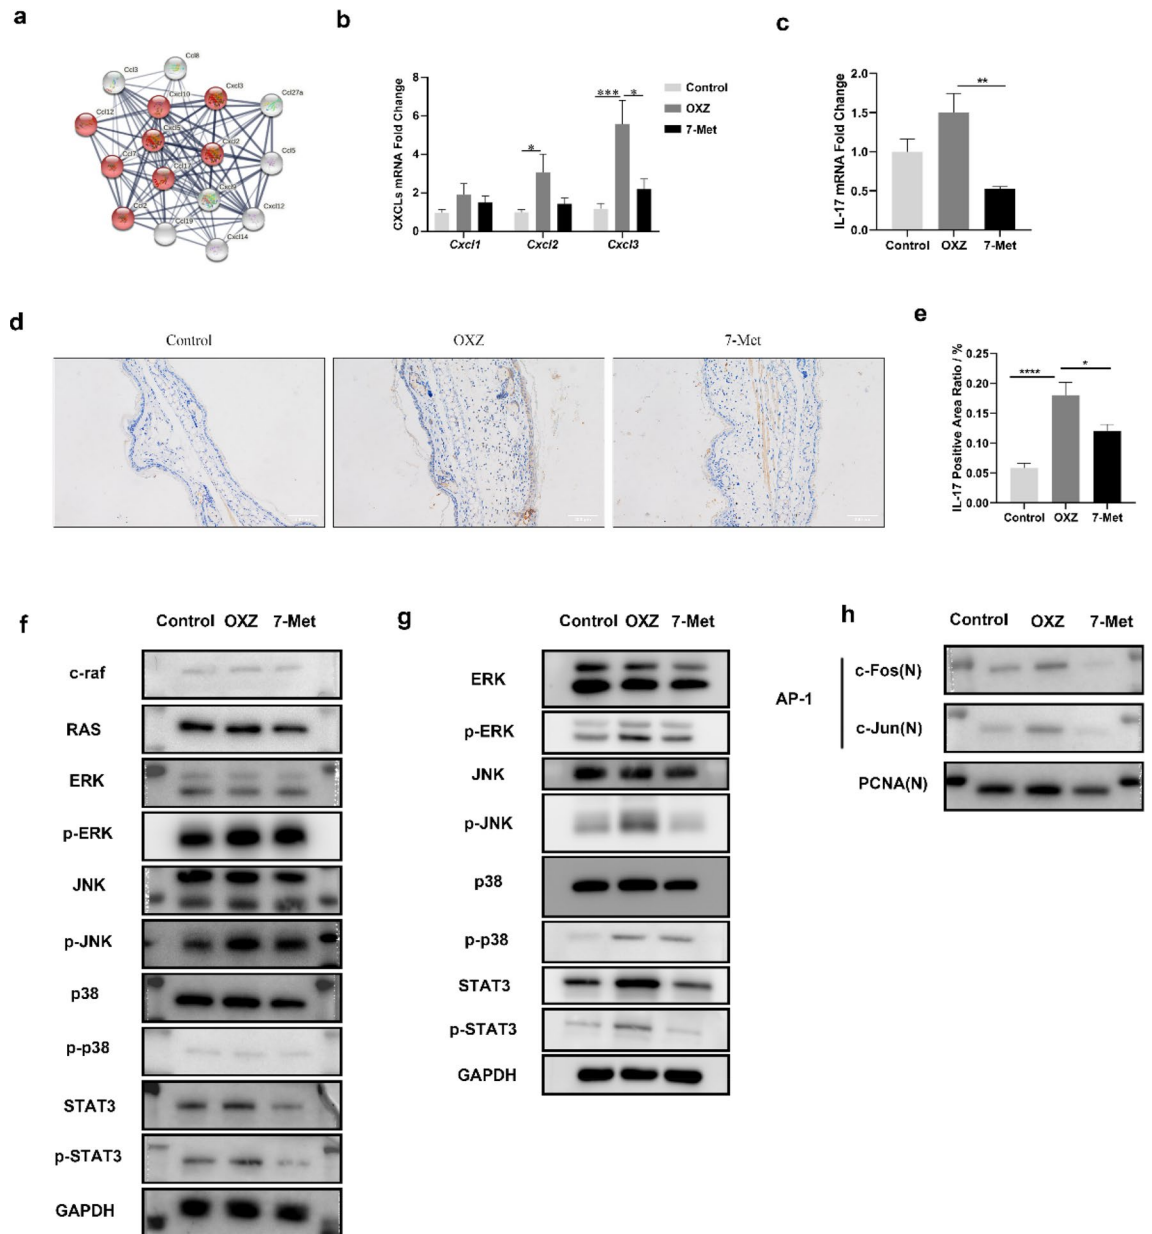 a
Ccl8
Ccl3
Cxcl10
Cxcl3
Ccl27a
Ccl12
Cxcl5
Cxcl2
Ccl7
Ccl5
Cxcl9
Ccl2
Cxcl12
Ccl19
Cxcl14
b
CXCLs mRNA Fold Change
8
6
4
2
0
*
***
*
Control
OXZ
7-Met
Cxcl1 Cxcl2 Cxcl3
c
IL-17 mRNA Fold Change
2.0
1.5
1.0
0.5
0.0
**
Control OXZ 7-Met
d
Control OXZ 7-Met
e
IL-17 Positive Area Ratio / %
0.25
0.20
0.15
0.10
0.05
0.00
****
*
Control OXZ 7-Met
f
Control OXZ 7-Met
c-raf
RAS
ERK
p-ERK
JNK
p-JNK
p38
p-p38
STAT3
p-STAT3
GAPDH
g
Control OXZ 7-Met
ERK
p-ERK
JNK
p-JNK
p38
p-p38
STAT3
p-STAT3
GAPDH
h
Control OXZ 7-Met
AP-1
c-Fos(N)
c-Jun(N)
PCNA(N)